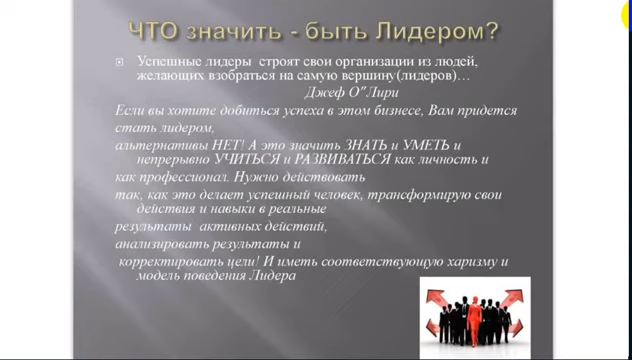 ЧТО значить - быть Лидером?
Успешные лидеры строят свои организации из людей,
желающих взобраться на самую вершину(лидеров)…
Джеф О"Лири
Если вы хотите добиться успеха в этом бизнесе, Вам придется
стать лидером,
альтернативы НЕТ! А это значить ЗНАТЬ и УМЕТЬ и
непрерывно УЧИТЬСЯ и РАЗВИВАТЬСЯ как личность и
как профессионал. Нужно действовать
так, как это делает успешный человек, трансформирую свои
действия и навыки в реальные
результаты активных действий,
анализировать результаты и
корректировать цели! И иметь соответствующую харизму и
модель поведения Лидера